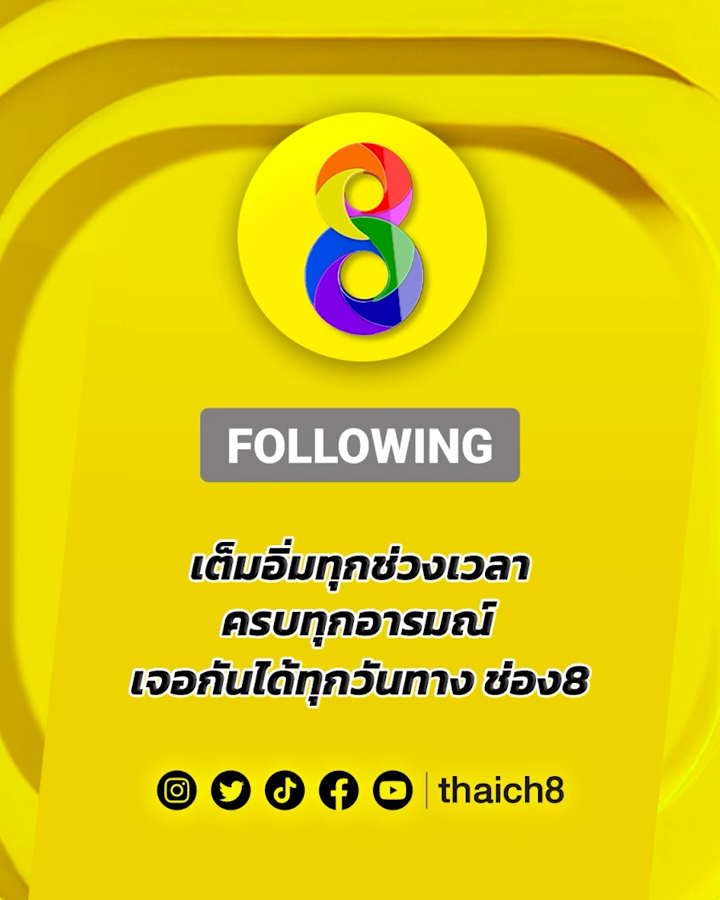 8
FOLLOWING
เต็มอิ่มทุกช่วงเวลา
ครบทุกอารมณ์
เจอกันได้ทุกวันทาง ช่อง8
thaich8